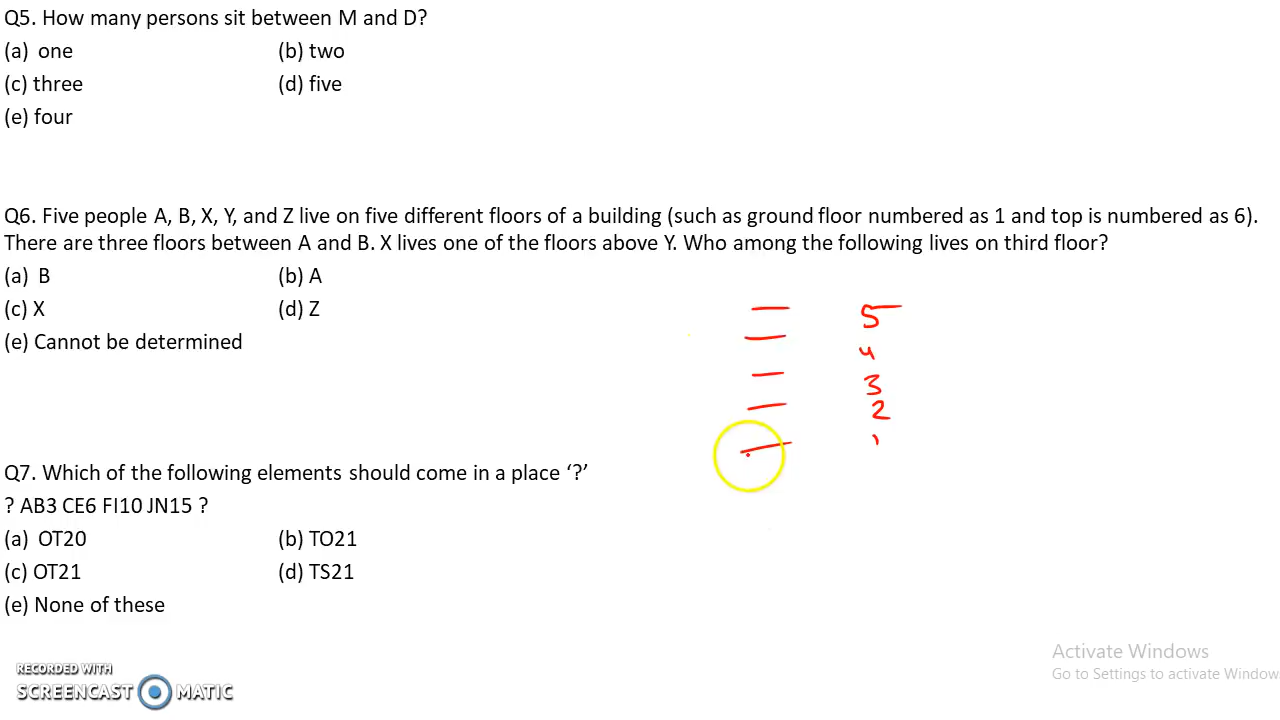 Q5. How many persons sit between M and D?
(a) one (b) two
(c) three (d) five
(e) four
Q6. Five people A, B, X, Y, and Z live on five different floors of a building (such as ground floor numbered as 1 and top is numbered as 6).
There are three floors between A and B. X lives one of the floors above Y. Who among the following lives on third floor?
(a) B (b) A
(c) X (d) Z
(e) Cannot be determined
5
4
3
2
1
Q7. Which of the following elements should come in a place ‘?’
? AB3 CE6 FI10 JN15 ?
(a) OT20 (b) TO21
(c) OT21 (d) TS21
(e) None of these
Activate Windows
Go to Settings to activate Window
RECORDED WITH
SCREENCAST MATIC